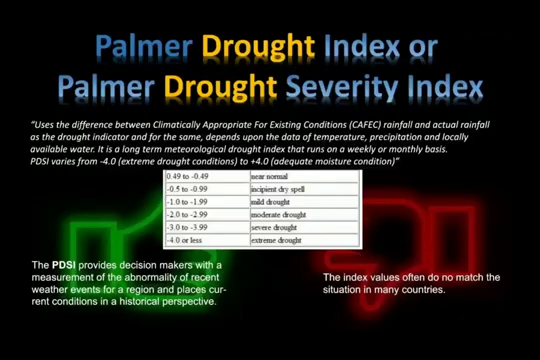 Palmer Drought Index or
Palmer Drought Severity Index
"Uses the difference between Climatically Appropriate For Existing Conditions (CAFEC) rainfall and actual rainfall
as the drought indicator and for the same, depends upon the data of temperature, precipitation and locally
available water. It is a long term meteorological drought index that runs on a weekly or monthly basis.
PDSI varies from -4.0 (extreme drought conditions) to +4.0 (adequate moisture condition)"
0.49 to -0.49 near normal
-0.5 to -0.99 incipient dry spell
-1.0 to -1.99 mild drought
-2.0 to -2.99 moderate drought
-3.0 to -3.99 severe drought
-4.0 or less extreme drought
The PDSI provides decision makers with a
measurement of the abnormality of recent
weather events for a region and places cur-
rent conditions in a historical perspective.
The index values often do no match the
situation in many countries.